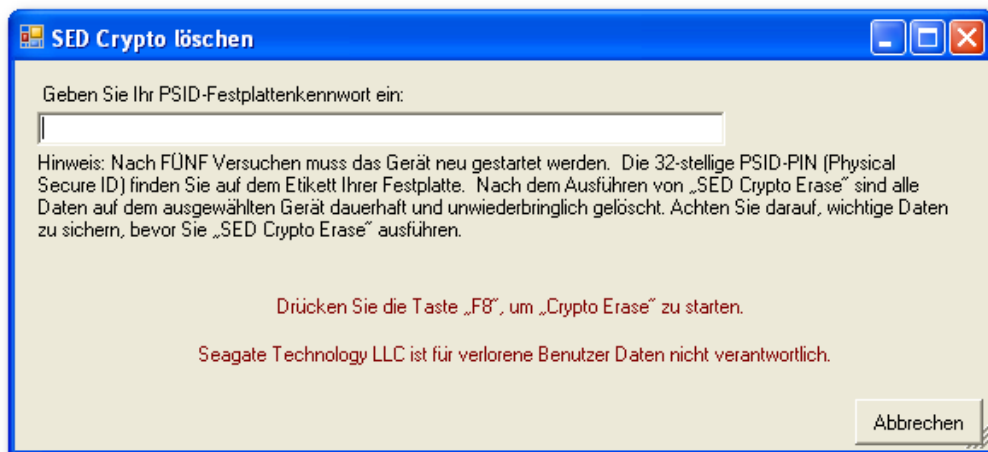 SED Crypto löschen
Geben Sie Ihr PSID-Festplattenkennwort ein:
Hinweis: Nach FÜNF Versuchen muss das Gerät neu gestartet werden.  Die 32-stellige PSID-PIN (Physical
Secure ID) finden Sie auf dem Etikett Ihrer Festplatte.  Nach dem Ausführen von „SED Crypto Erase“ sind alle
Daten auf dem ausgewählten Gerät dauerhaft und unwiederbringlich gelöscht. Achten Sie darauf, wichtige Daten
zu sichern, bevor Sie „SED Crypto Erase“ ausführen.
Drücken Sie die Taste „F8“, um „Crypto Erase“ zu starten.
Seagate Technology LLC ist für verlorene Benutzer Daten nicht verantwortlich.
Abbrechen